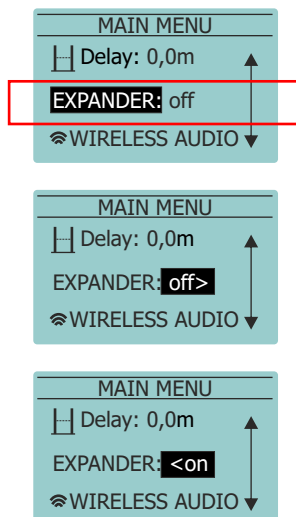 MAIN MENU
Delay: 0,0m
EXPANDER: off
WIRELESS AUDIO
MAIN MENU
Delay: 0,0m
EXPANDER: off>
WIRELESS AUDIO
MAIN MENU
Delay: 0,0m
EXPANDER: <on
WIRELESS AUDIO